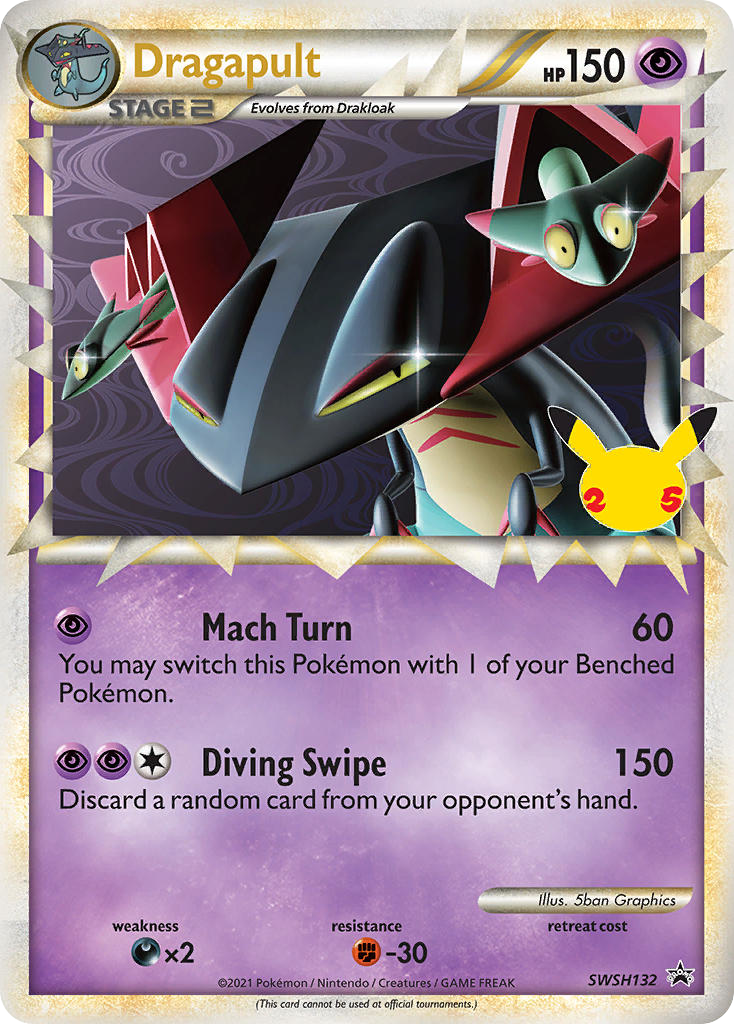 Dragapult
HP150
STAGE 2
Evolves from Drakloak
2 5
Mach Turn 60
You may switch this Pokémon with 1 of your Benched
Pokémon.
Diving Swipe 150
Discard a random card from your opponent's hand.
Illus. 5ban Graphics
weakness resistance retreat cost
×2 -30
SWSH132
©2021 Pokémon / Nintendo / Creatures / GAME FREAK
(This card cannot be used at official tournaments.)
PROMO